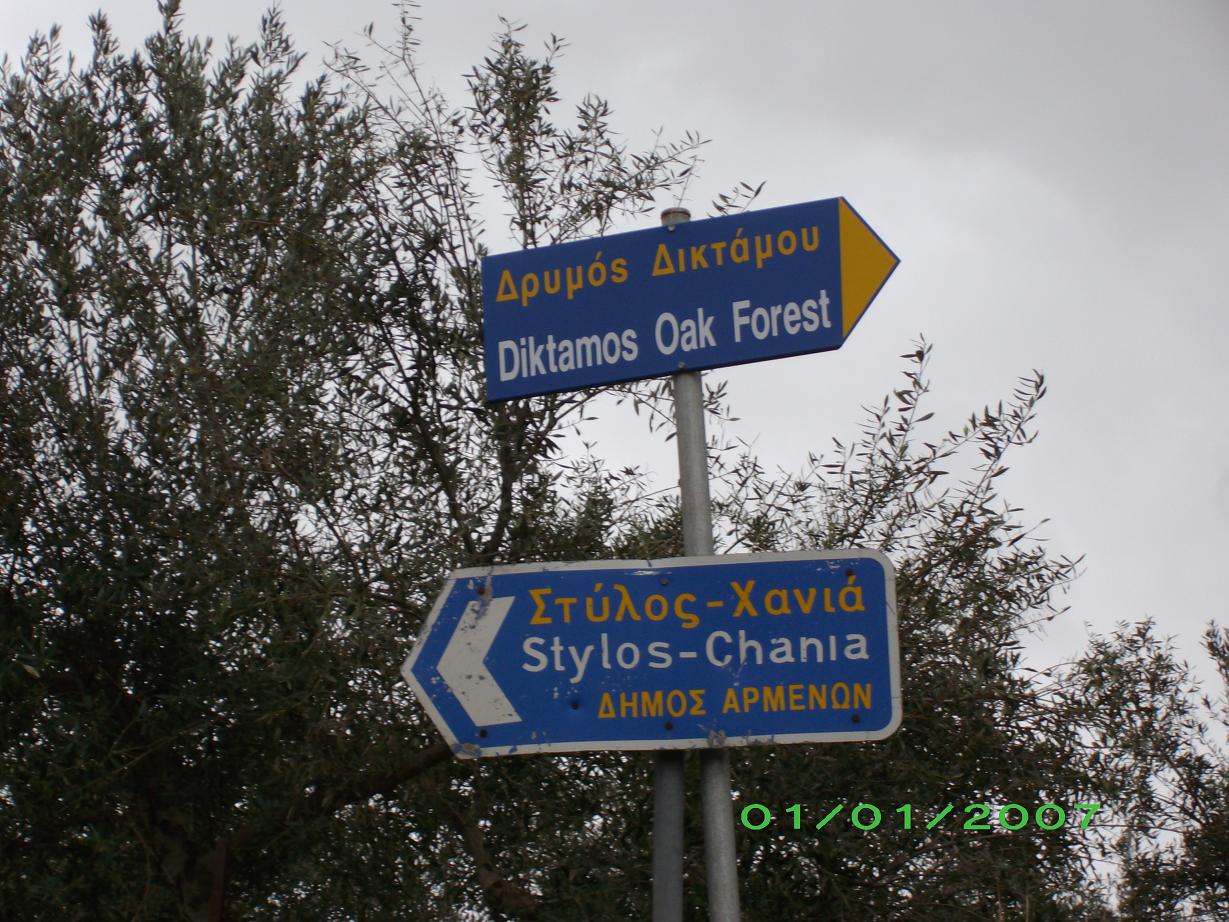 Δρυμός Δικτάμου
Diktamos Oak Forest
Στύλος-Χανιά
Stylos-Chania
ΔΗΜΟΣ ΑΡΜΕΝΩΝ
01/01/2007